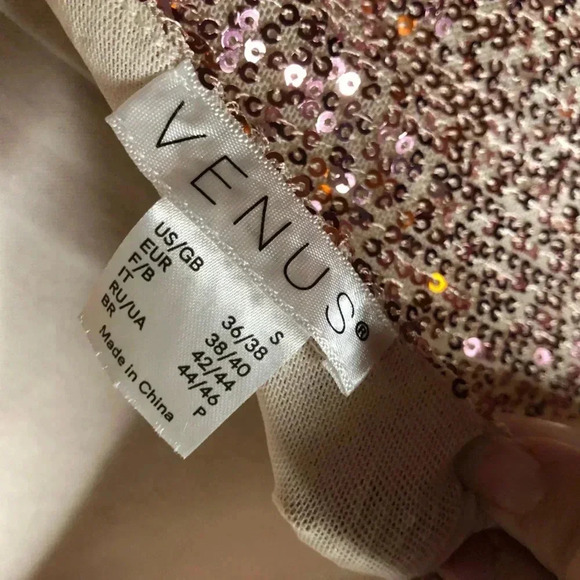 VENUS®
US/GB S
EUR 36/38
F/B 38/40
IT 42/44
RU/UA 44/46
BR P
Made in China